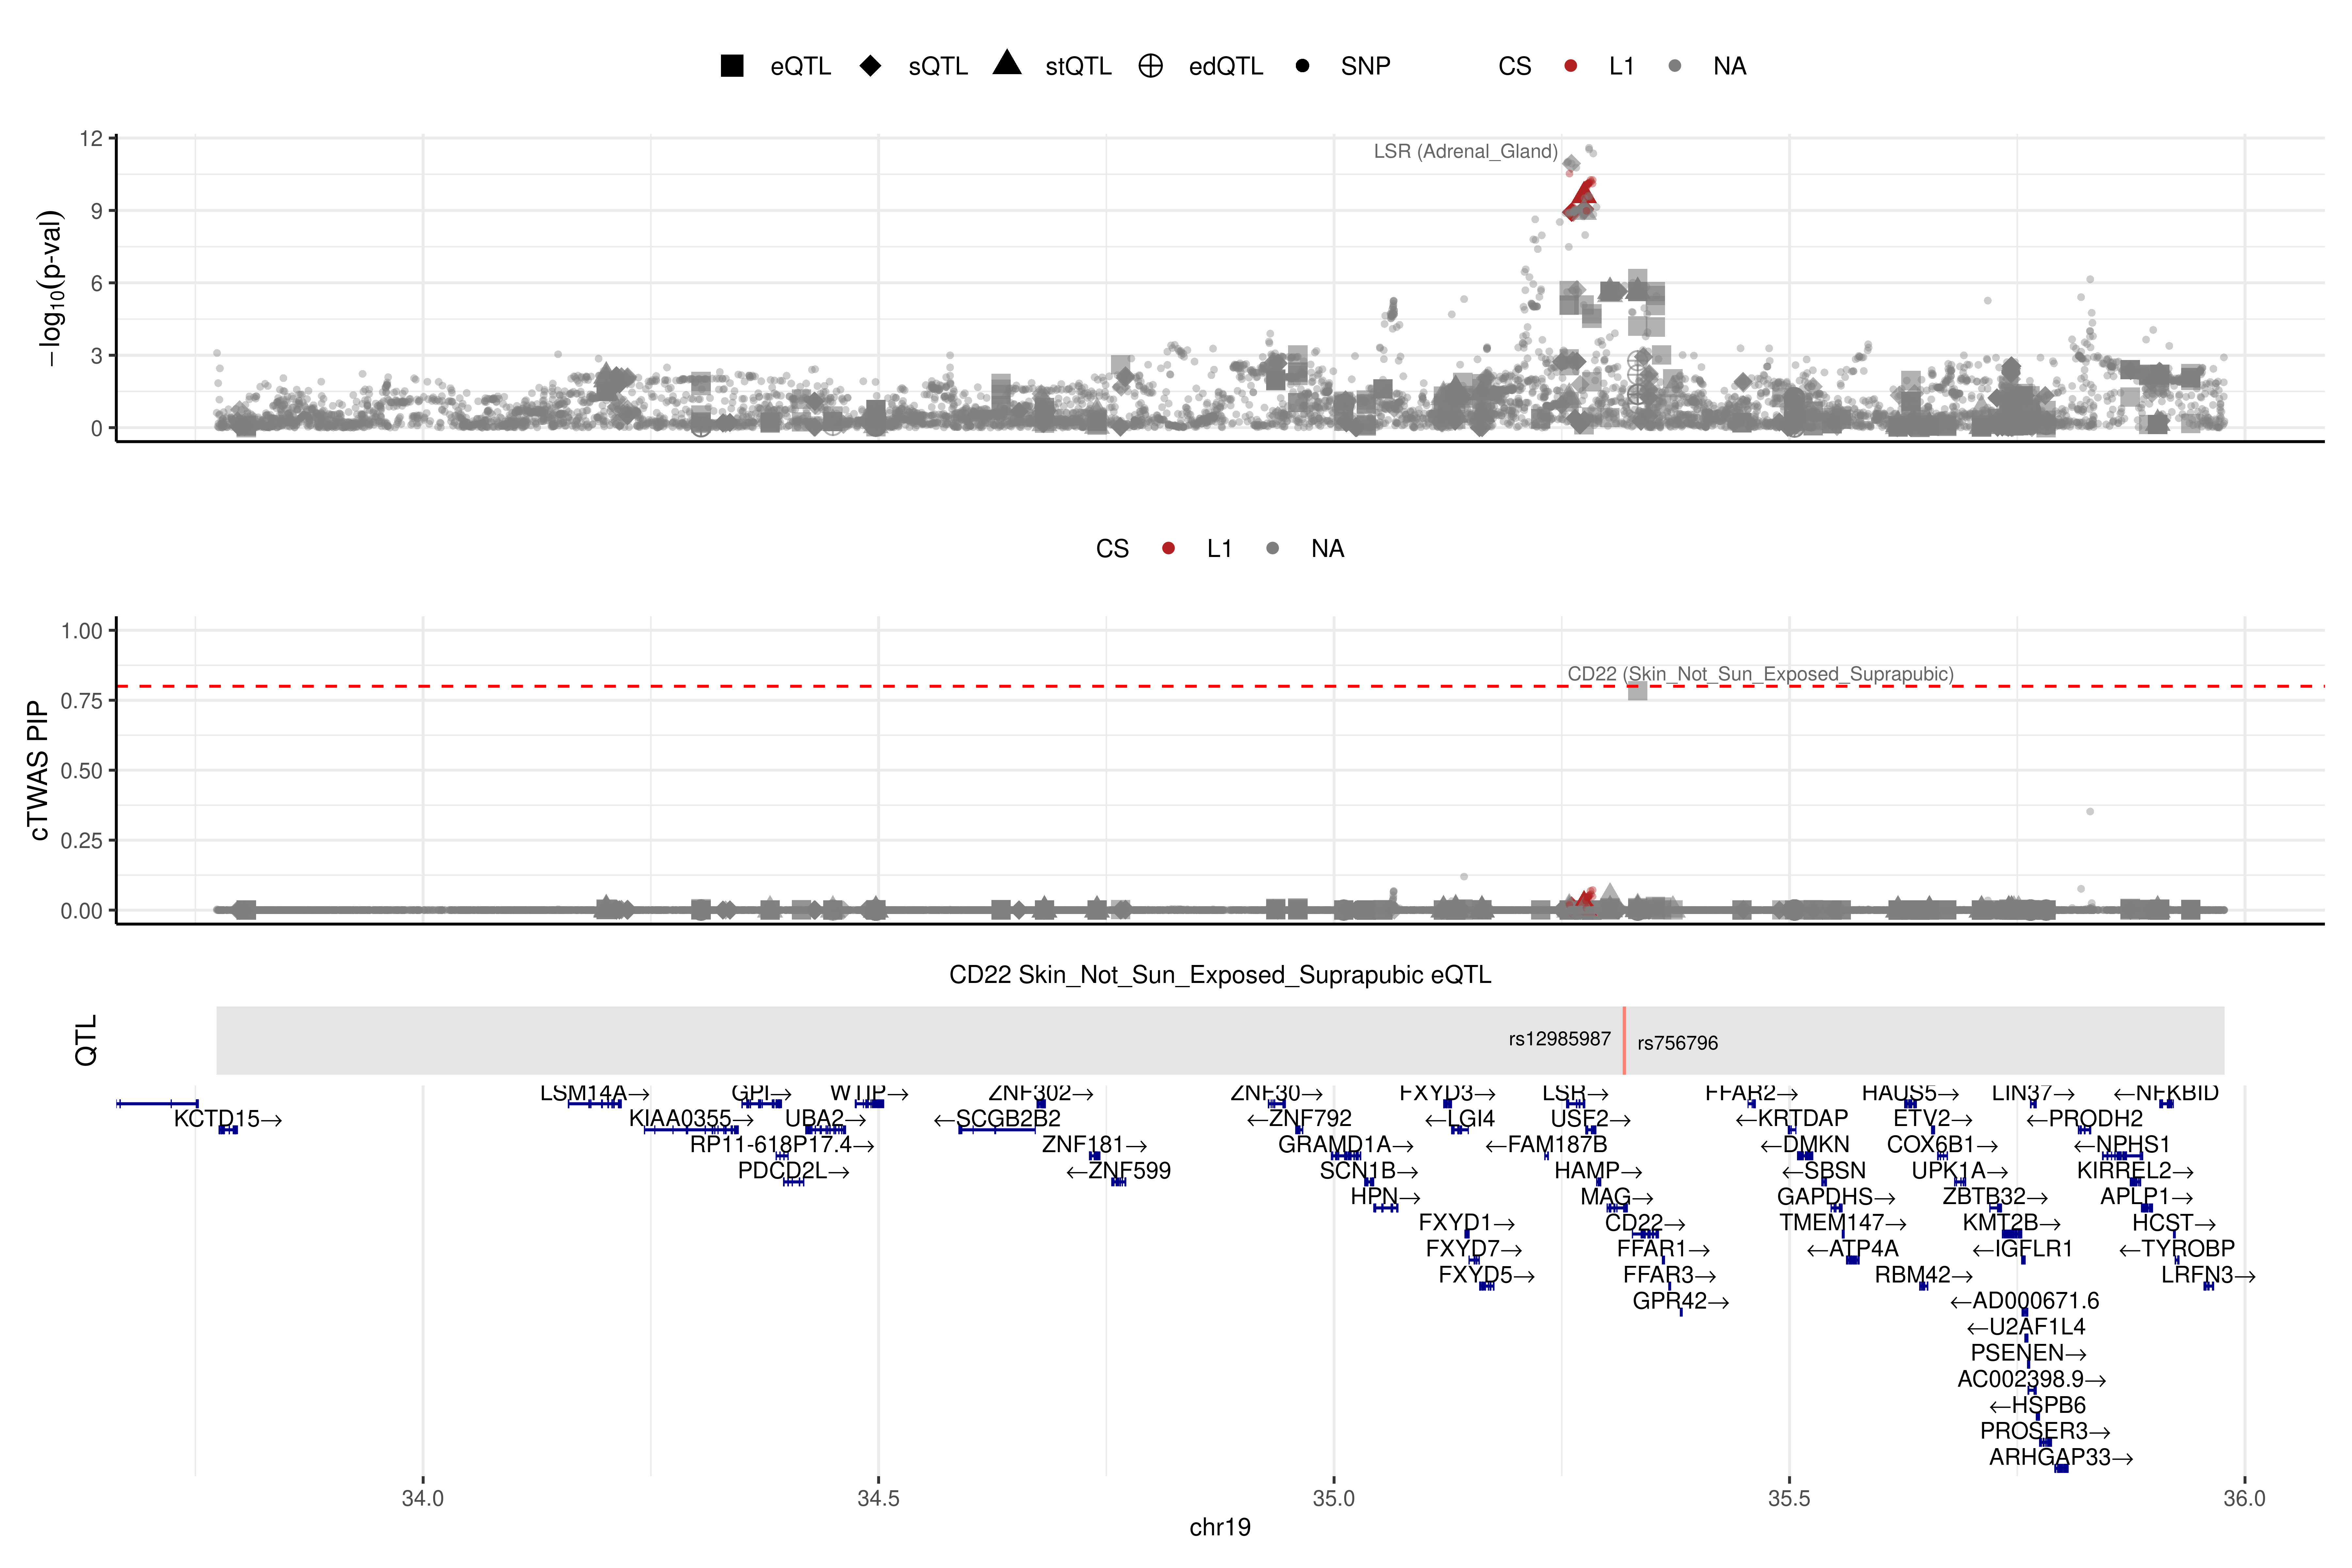 eQTL sQTL stQTL edQTL SNP CS L1 NA
−log10(p-val)
12
9
6
3
0
LSR (Adrenal_Gland)
CS L1 NA
cTWAS PIP
1.00
0.75
0.50
0.25
0.00
CD22 (Skin_Not_Sun_Exposed_Suprapubic)
CD22 Skin_Not_Sun_Exposed_Suprapubic eQTL
QTL
rs12985987
rs756796
LSM14A→ GPI→ WTIP→ ZNF302→ ZNF30→ FXYD3→ LSR→ FFAR2→ HAUS5→ LIN37→ ←NFKBID
KCTD15→ KIAA0355→ UBA2→ ←SCGB2B2 ←ZNF792 ←LGI4 USF2→ ←KRTDAP ETV2→ ←PRODH2
RP11-618P17.4→ ZNF181→ GRAMD1A→ ←FAM187B ←DMKN COX6B1→ ←NPHS1
PDCD2L→ ←ZNF599 SCN1B→ HAMP→ ←SBSN UPK1A→ KIRREL2→
HPN→ MAG→ GAPDHS→ ZBTB32→ APLP1→
FXYD1→ CD22→ TMEM147→ KMT2B→ HCST→
FXYD7→ FFAR1→ ←ATP4A ←IGFLR1 ←TYROBP
FXYD5→ FFAR3→ RBM42→ LRFN3→
GPR42→ ←AD000671.6
←U2AF1L4
PSENEN→
AC002398.9→
←HSPB6
PROSER3→
ARHGAP33→
34.0 34.5 35.0 35.5 36.0
chr19